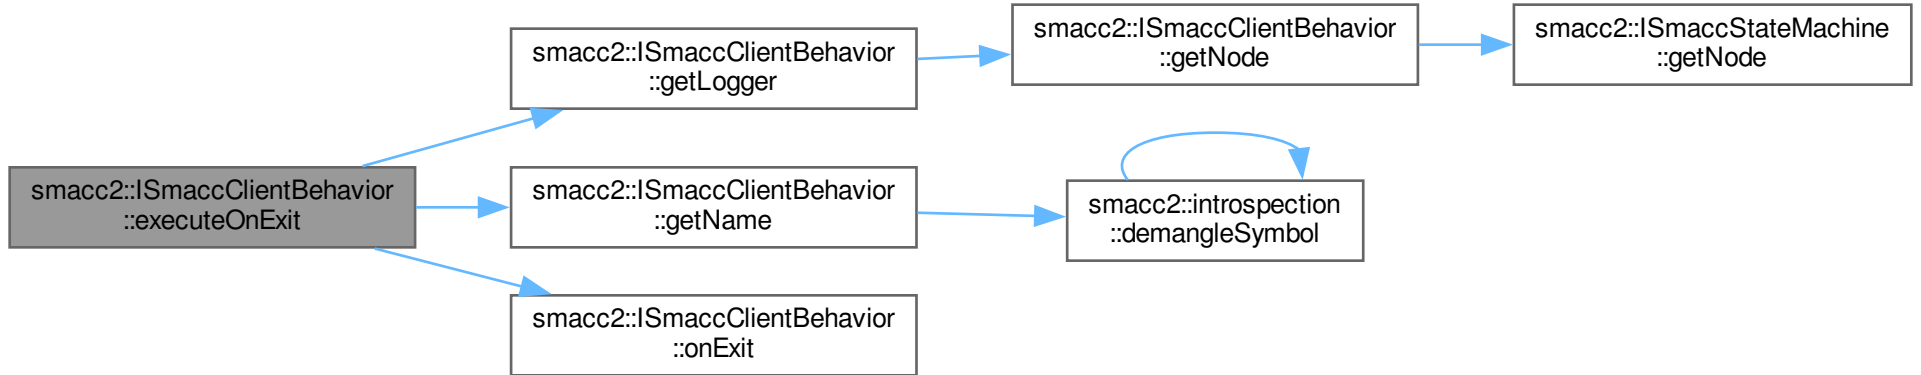 smacc2::ISmaccClientBehavior
::executeOnExit
smacc2::ISmaccClientBehavior
::getLogger
smacc2::ISmaccClientBehavior
::getNode
smacc2::ISmaccStateMachine
::getNode
smacc2::ISmaccClientBehavior
::getName
smacc2::introspection
::demangleSymbol
smacc2::ISmaccClientBehavior
::onExit